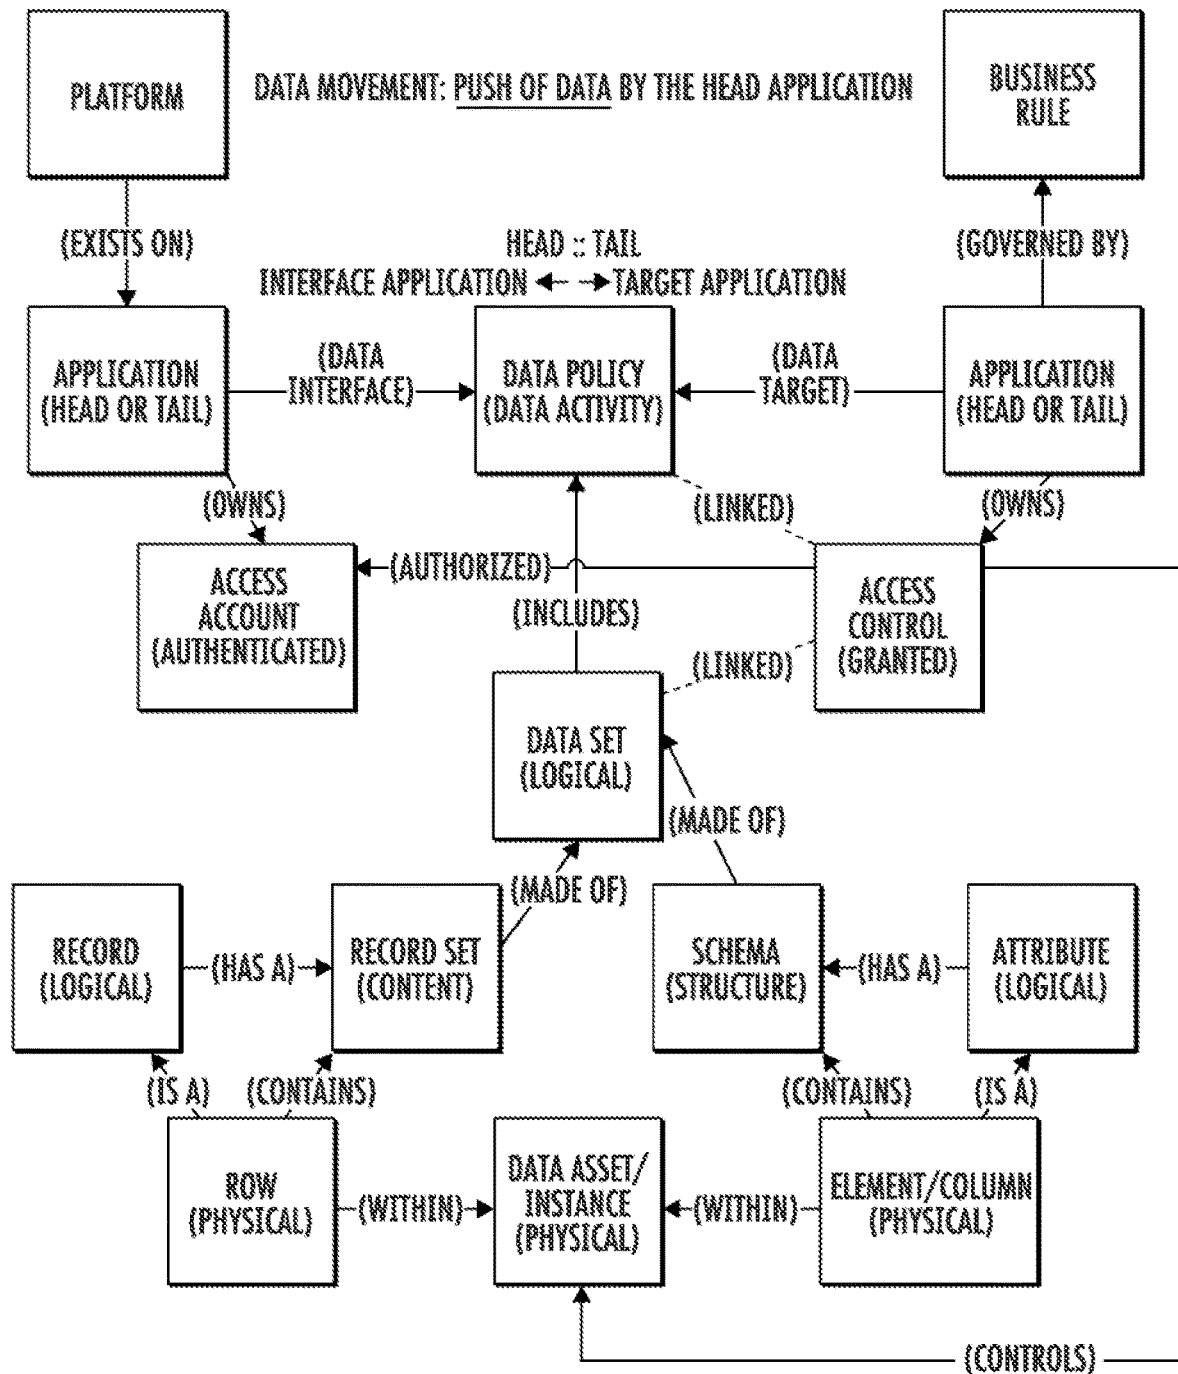 PLATFORM
DATA MOVEMENT: PUSH OF DATA BY THE HEAD APPLICATION
BUSINESS
RULE
(EXISTS ON)
HEAD :: TAIL
(GOVERNED BY)
INTERFACE APPLICATION
TARGET APPLICATION
APPLICATION
(HEAD OR TAIL)
(DATA
INTERFACE)
DATA POLICY
(DATA ACTIVITY)
(DATA
TARGET)
APPLICATION
(HEAD OR TAIL)
(OWNS)
(LINKED)
(OWNS)
ACCESS
ACCOUNT
(AUTHENTICATED)
(AUTHORIZED)
(INCLUDES)
ACCESS
CONTROL
(GRANTED)
(LINKED)
DATA SET
(LOGICAL)
(MADE OF)
(MADE OF)
RECORD
(LOGICAL)
(HAS A)
RECORD SET
(CONTENT)
SCHEMA
(STRUCTURE)
(HAS A)
ATTRIBUTE
(LOGICAL)
(IS A)
(CONTAINS)
(CONTAINS)
(IS A)
ROW
(PHYSICAL)
(WITHIN)
DATA ASSET/
INSTANCE
(PHYSICAL)
(WITHIN)
ELEMENT/COLUMN
(PHYSICAL)
(CONTROLS)